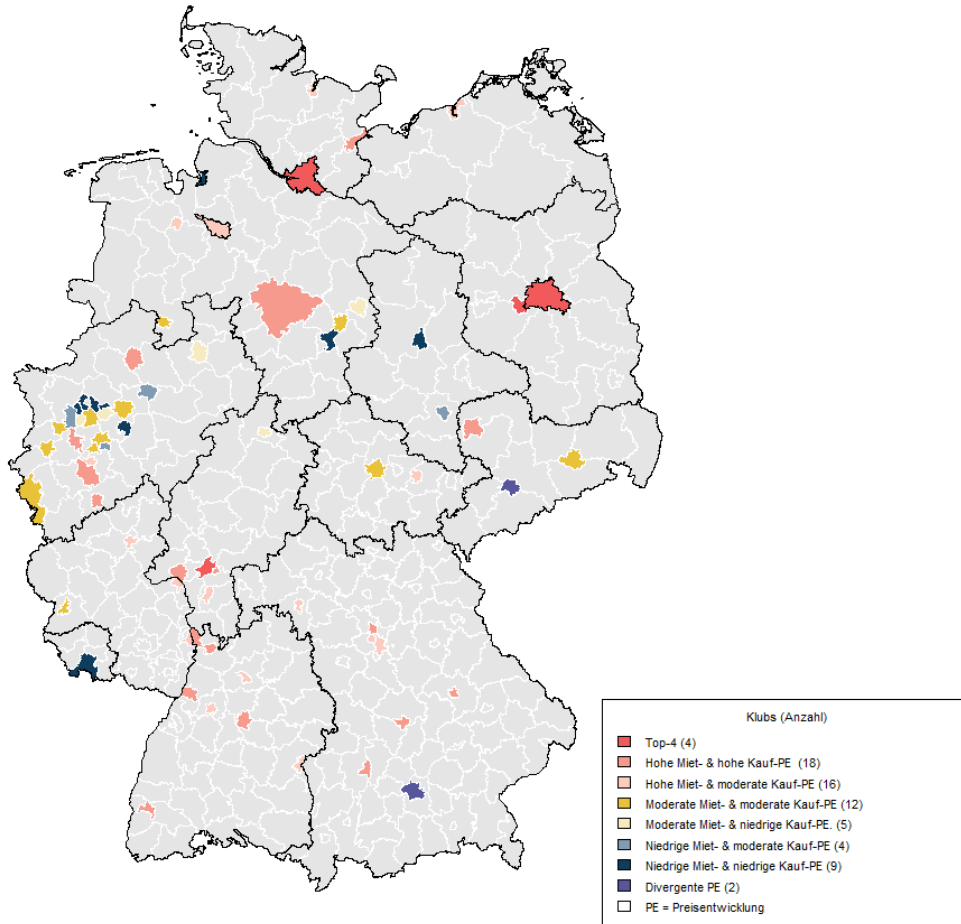 Klubs (Anzahl)
Top-4 (4)
Hohe Miet- & hohe Kauf-PE (18)
Hohe Miet- & moderate Kauf-PE (16)
Moderate Miet- & moderate Kauf-PE (12)
Moderate Miet- & niedrige Kauf-PE. (5)
Niedrige Miet- & moderate Kauf-PE (4)
Niedrige Miet- & niedrige Kauf-PE (9)
Divergente PE (2)
PE = Preisentwicklung